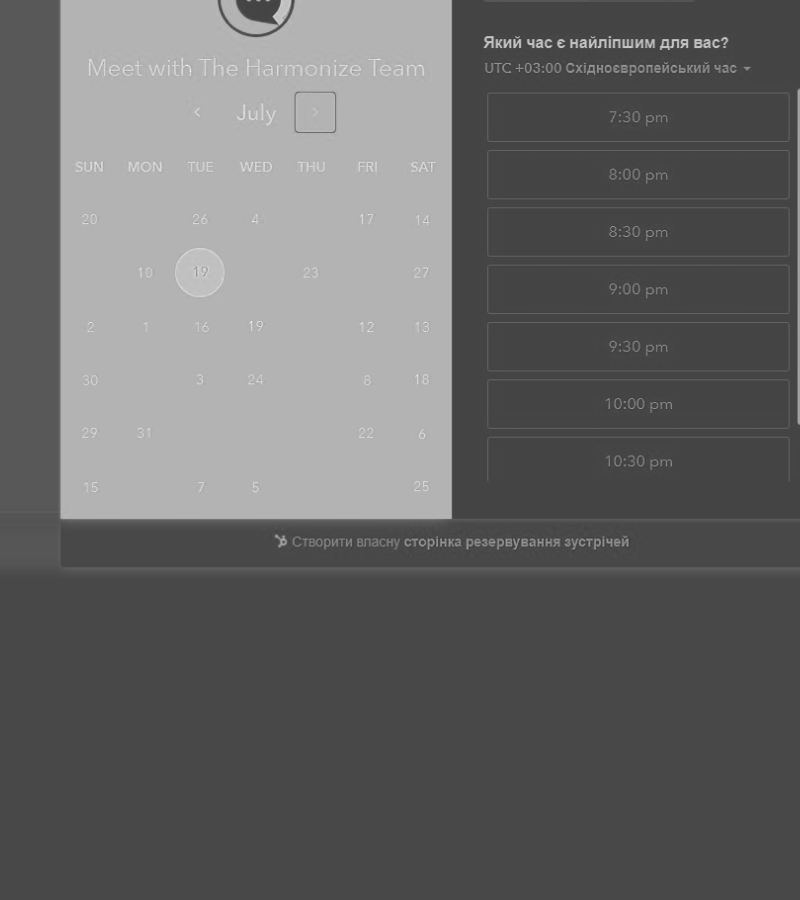 Meet with The Harmonize Team
July
SUN MON TUE WED THU FRI SAT
20 26 4 17 14
10 19 23 27
2 1 16 19 12 13
30 3 24 8 18
29 31 22 6
15 7 5 25
Який час є найліпшим для вас?
UTC +03:00 Східноєвропейський час
7:30 pm
8:00 pm
8:30 pm
9:00 pm
9:30 pm
10:00 pm
10:30 pm
Створити власну сторінка резервування зустрічей